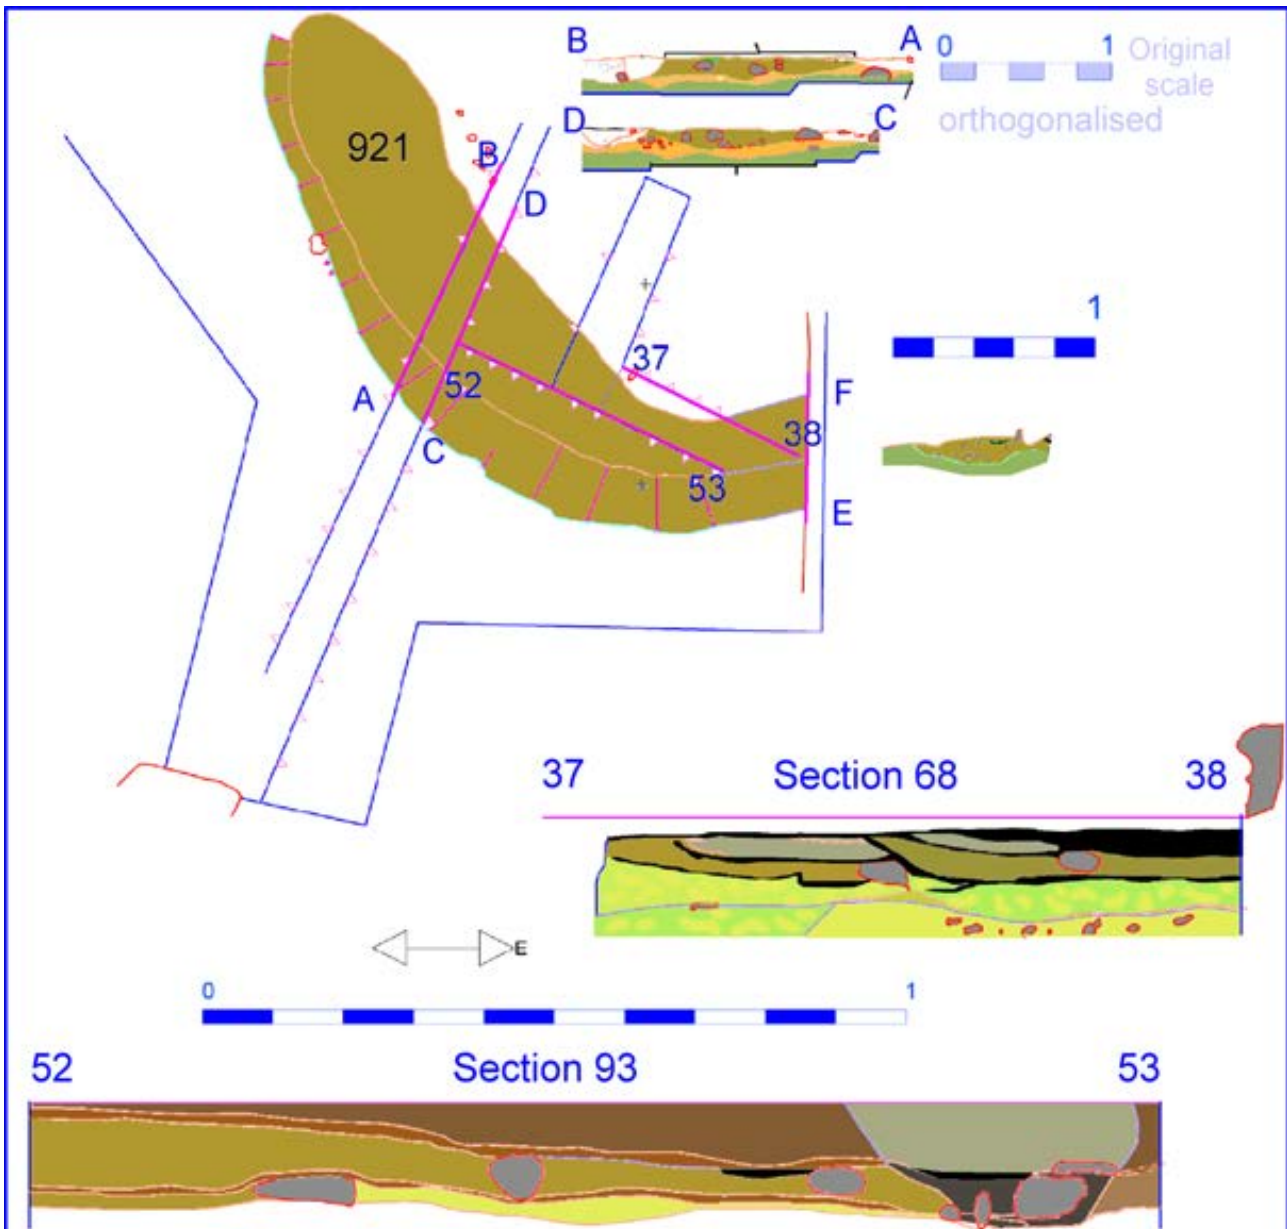 B A 0 1 Original
scale
orthogonalised
D C
921
B
D
1
37
A 52 F
C 38
53
E
37 Section 68 38
E
0 1
52 Section 93 53